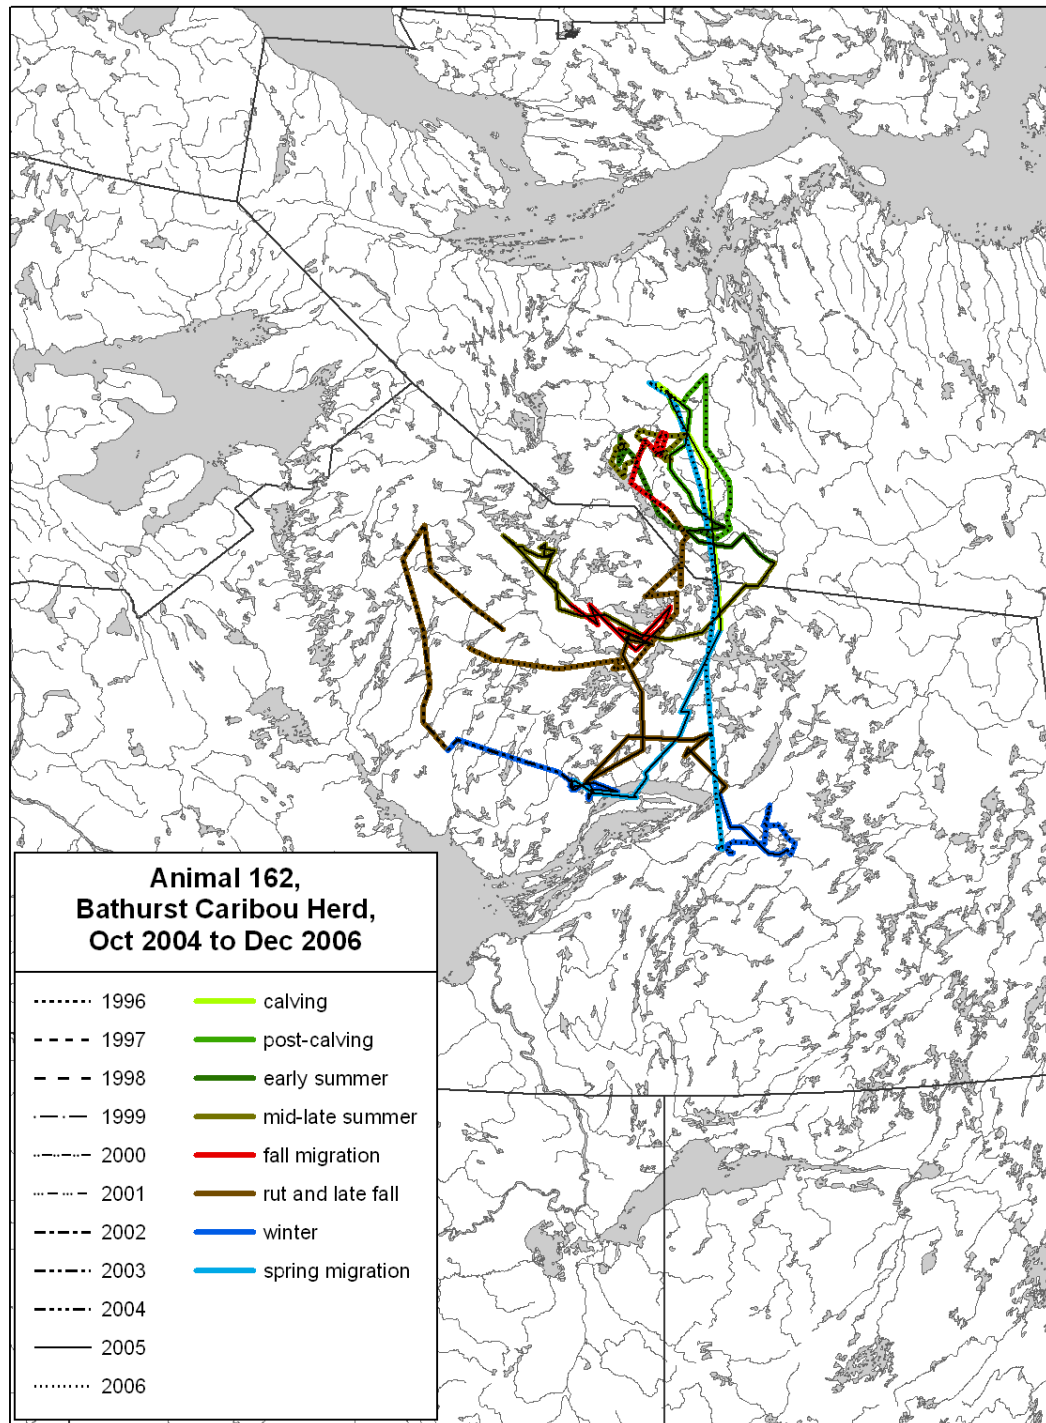 Animal 162,
Bathurst Caribou Herd,
Oct 2004 to Dec 2006
1996
1997
1998
1999
2000
2001
2002
2003
2004
2005
2006
calving
post-calving
early summer
mid-late summer
fall migration
rut and late fall
winter
spring migration